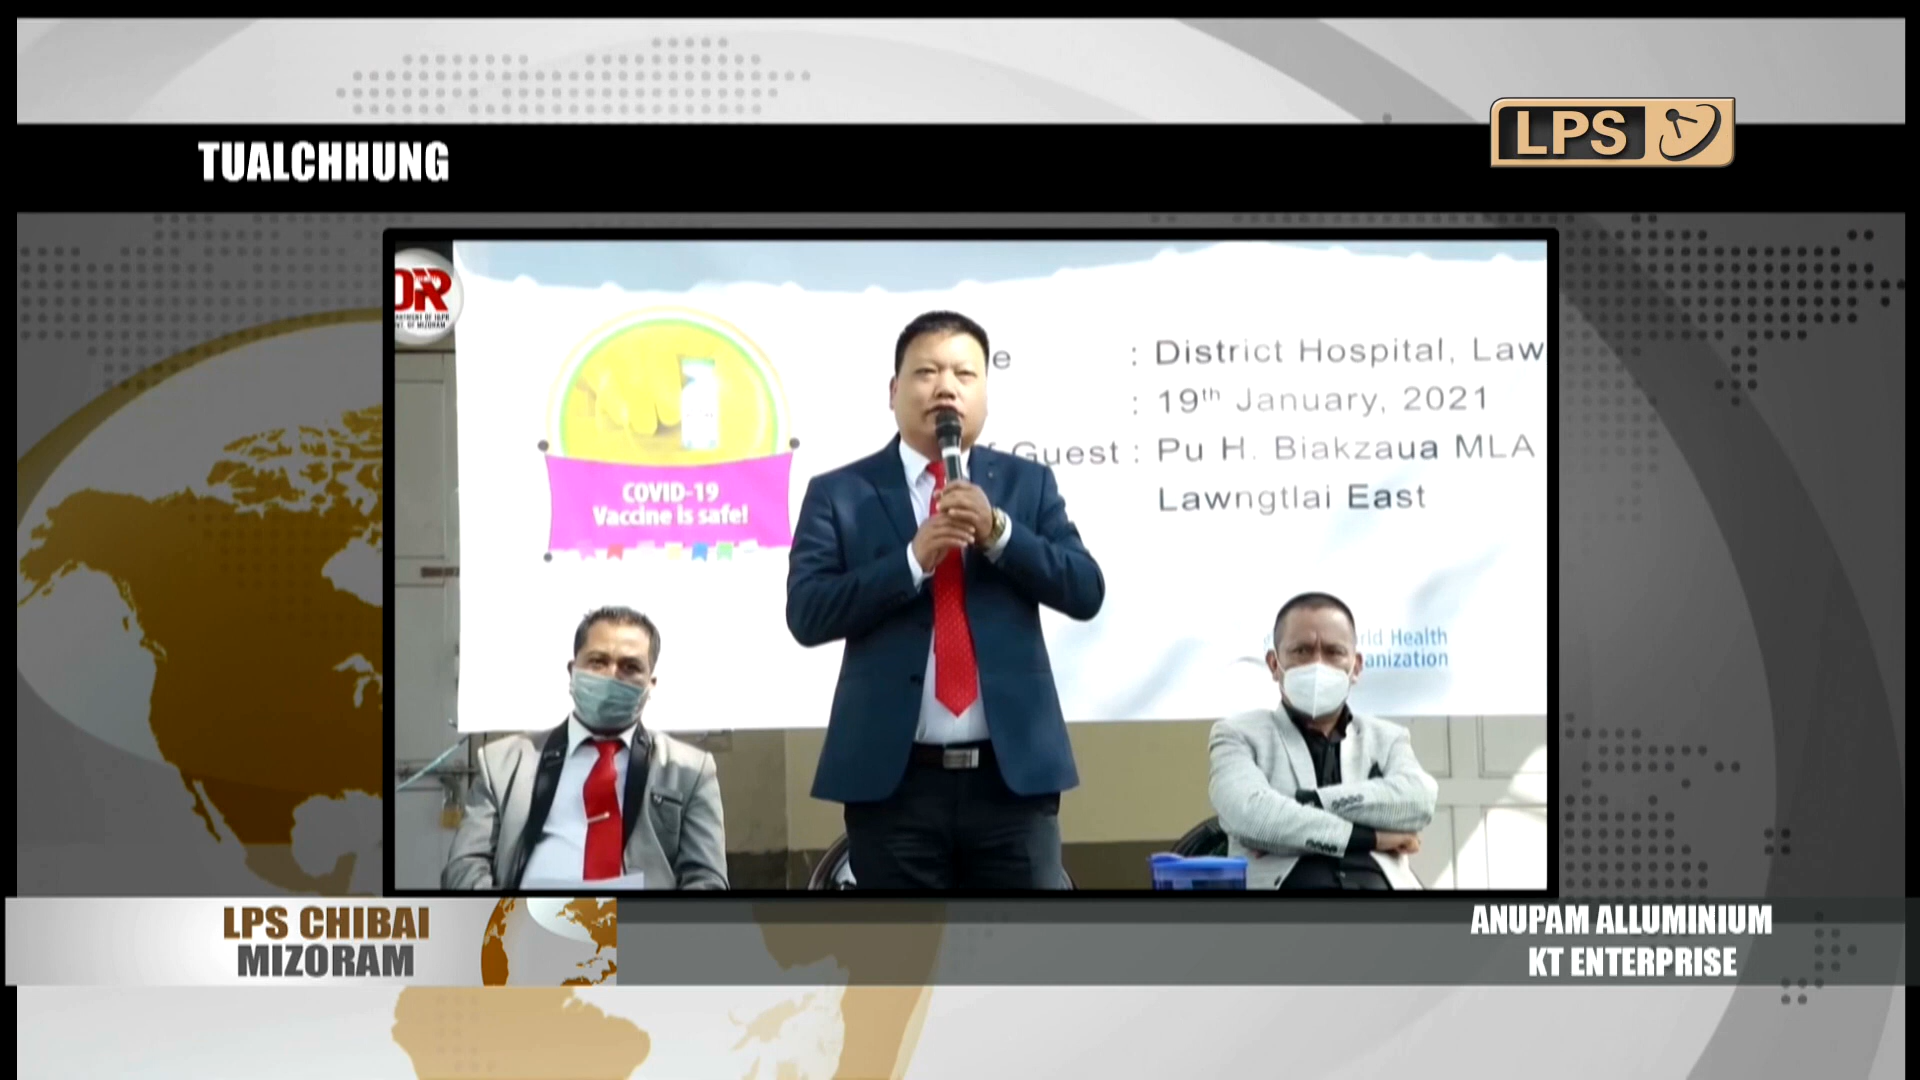 TUALCHHUNG
LPS
: District Hospital, Law
: 19th January, 2021
Guest : Pu H. Biakzaua MLA
Lawngtlai East
COVID-19
Vaccine is safe!
Health
LPS CHIBAI
MIZORAM
ANUPAM ALLUMINIUM
KT ENTERPRISE